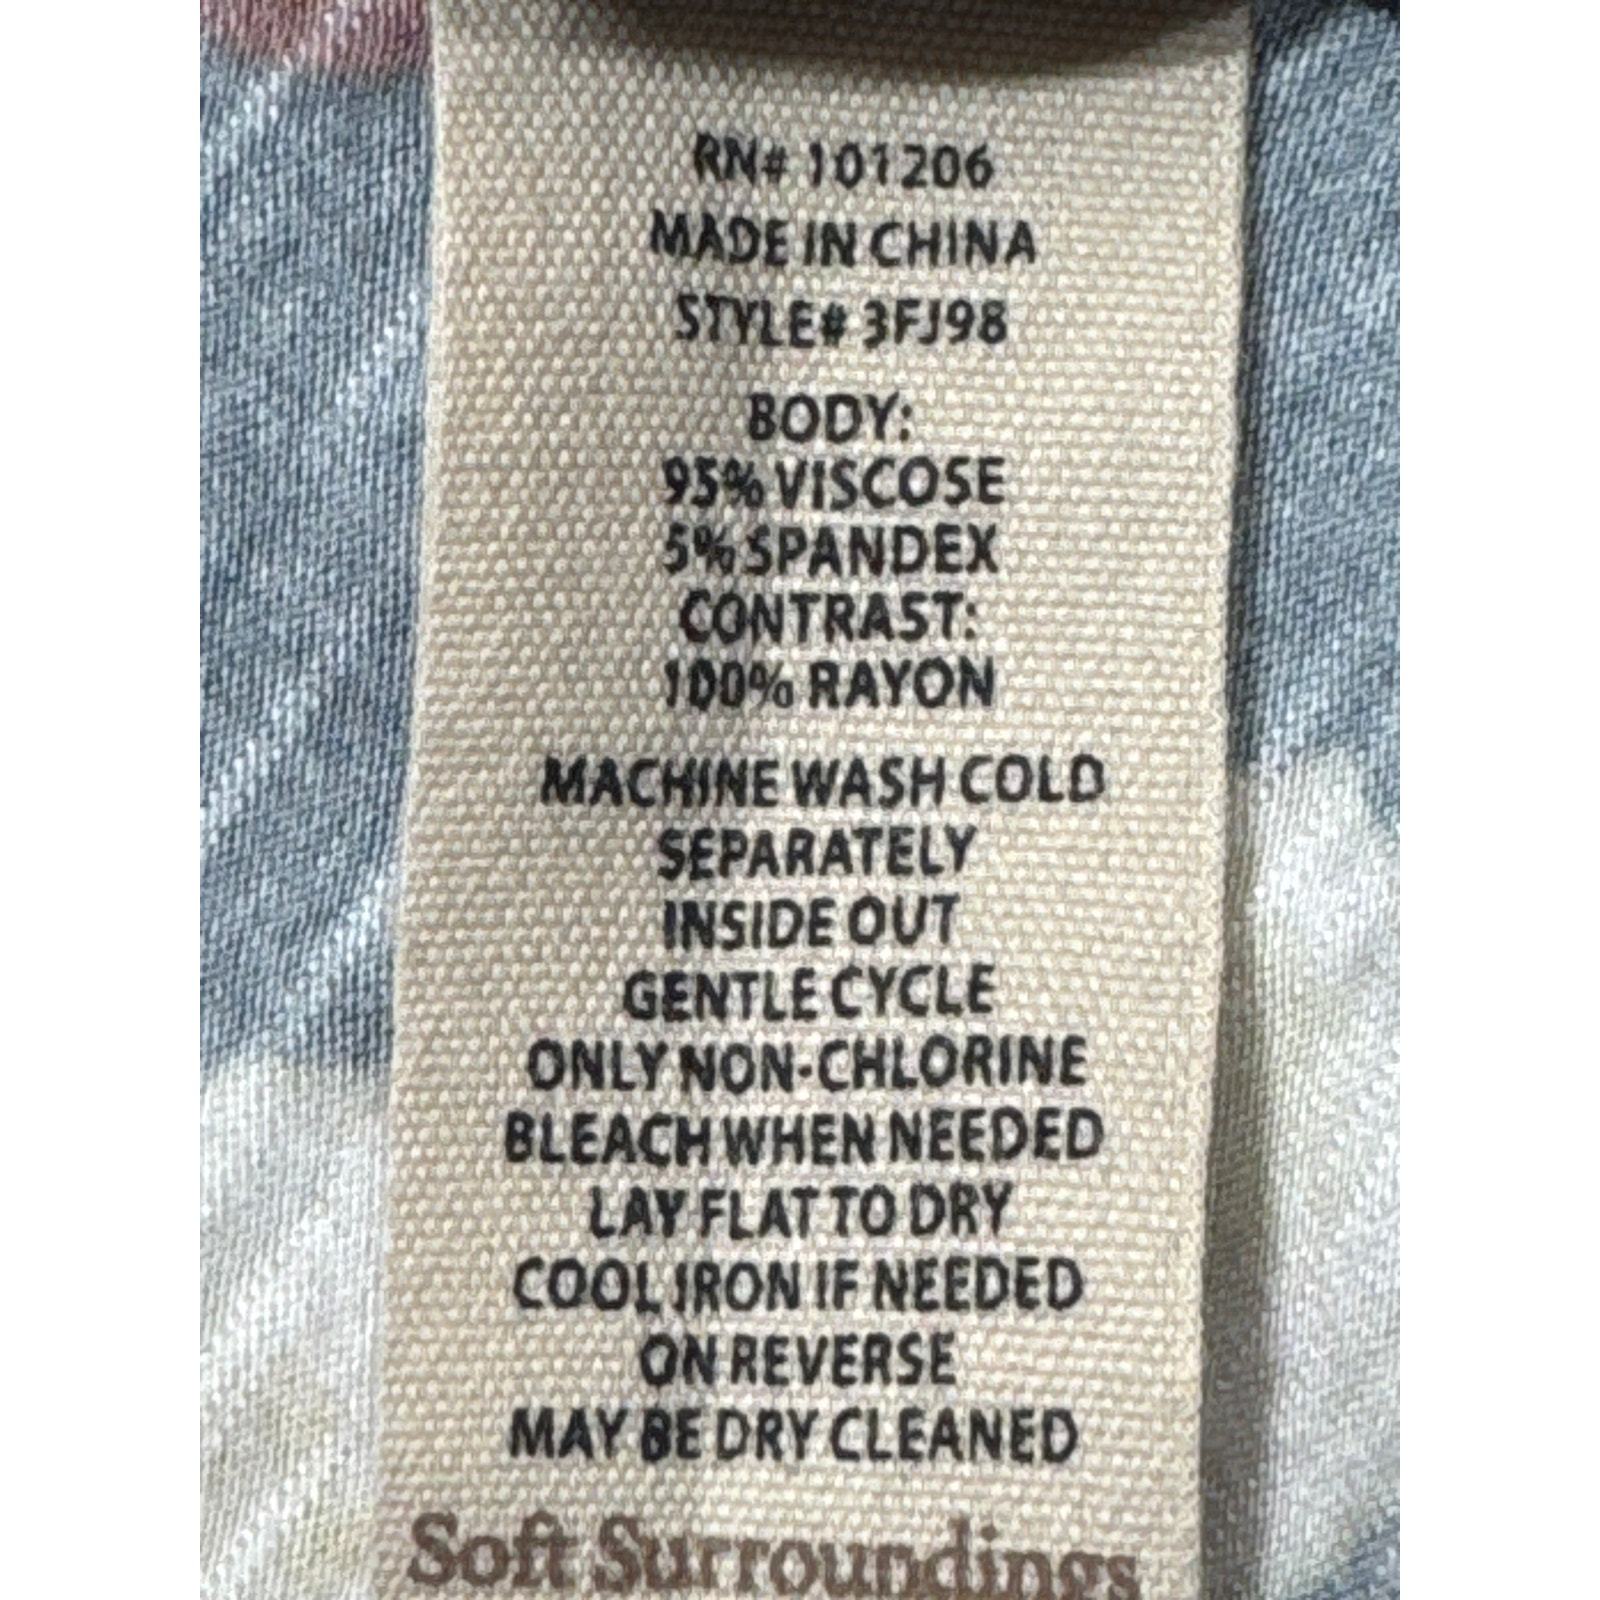 RN# 101206
MADE IN CHINA
STYLE# 3FJ98
BODY:
95% VISCOSE
5% SPANDEX
CONTRAST:
100% RAYON
MACHINE WASH COLD
SEPARATELY
INSIDE OUT
GENTLE CYCLE
ONLY NON-CHLORINE
BLEACH WHEN NEEDED
LAY FLAT TO DRY
COOL IRON IF NEEDED
ON REVERSE
MAY BE DRY CLEANED
Soft Surroundings